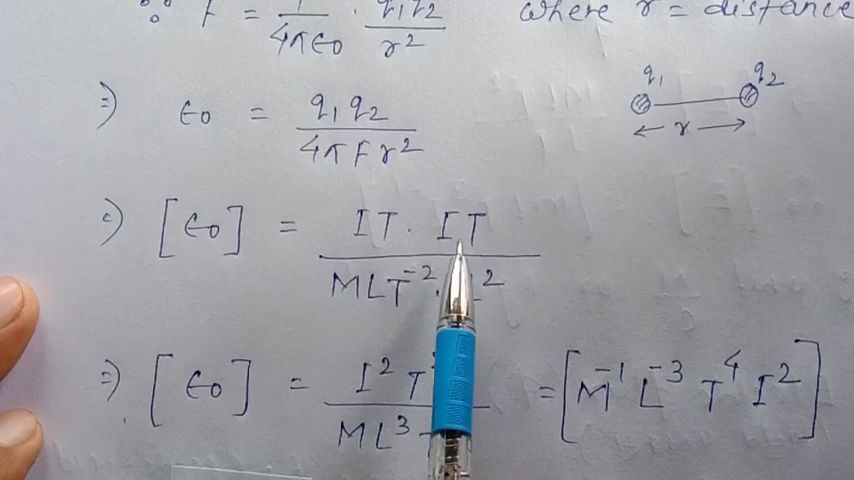 ∵ F = 1/4πϵ0 · q1q2/r² where r = distance
q1 q2
⇒ ϵ0 = q1q2/4πFr²
← r →
⇒ [ϵ0] = IT · IT/MLT⁻² · L²
⇒ [ϵ0] = I²T/ML³ = [M⁻¹ L⁻³ T⁴ I²]